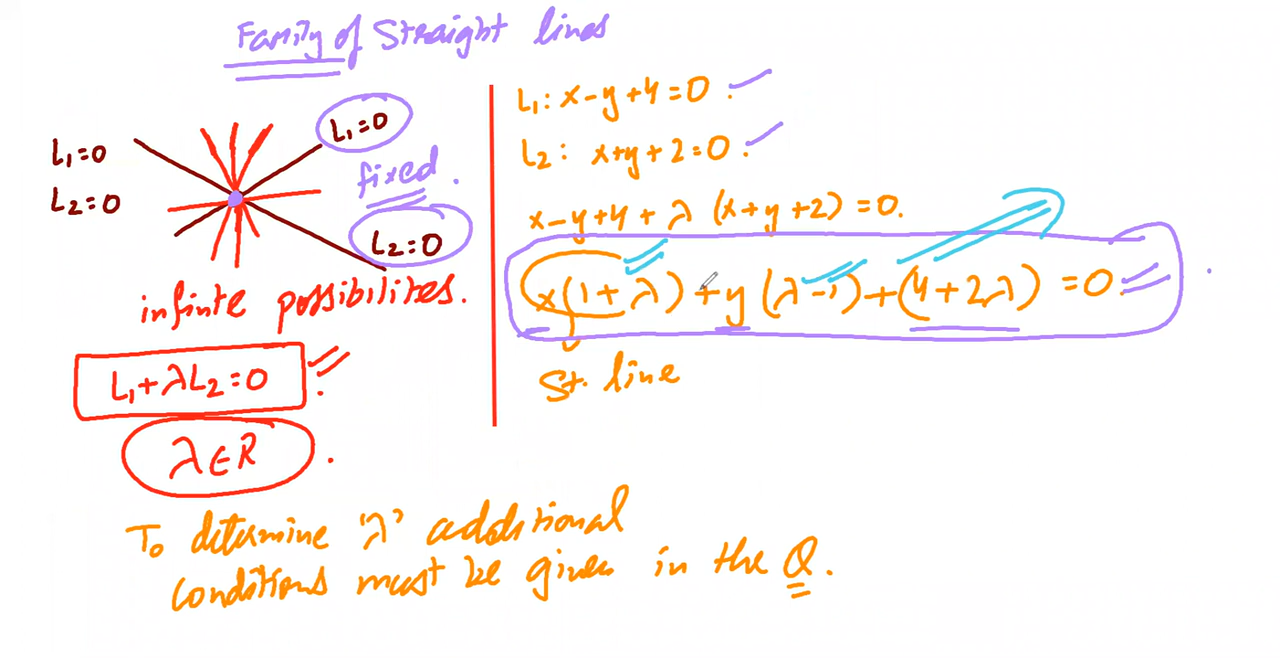 Family of Straight lines
L₁=0
L₂=0
L₁=0
fixed.
L₂=0
infinite possibilites.
L₁+λL₂=0
λ∈R.
L₁: x-y+4=0.
L₂: x+y+2=0
x-y+4+λ(x+y+2)=0.
x(1+λ)+y(λ-1)+(4+2λ)=0
St. line
To determine 'λ' additional
conditions must be given in the Q.